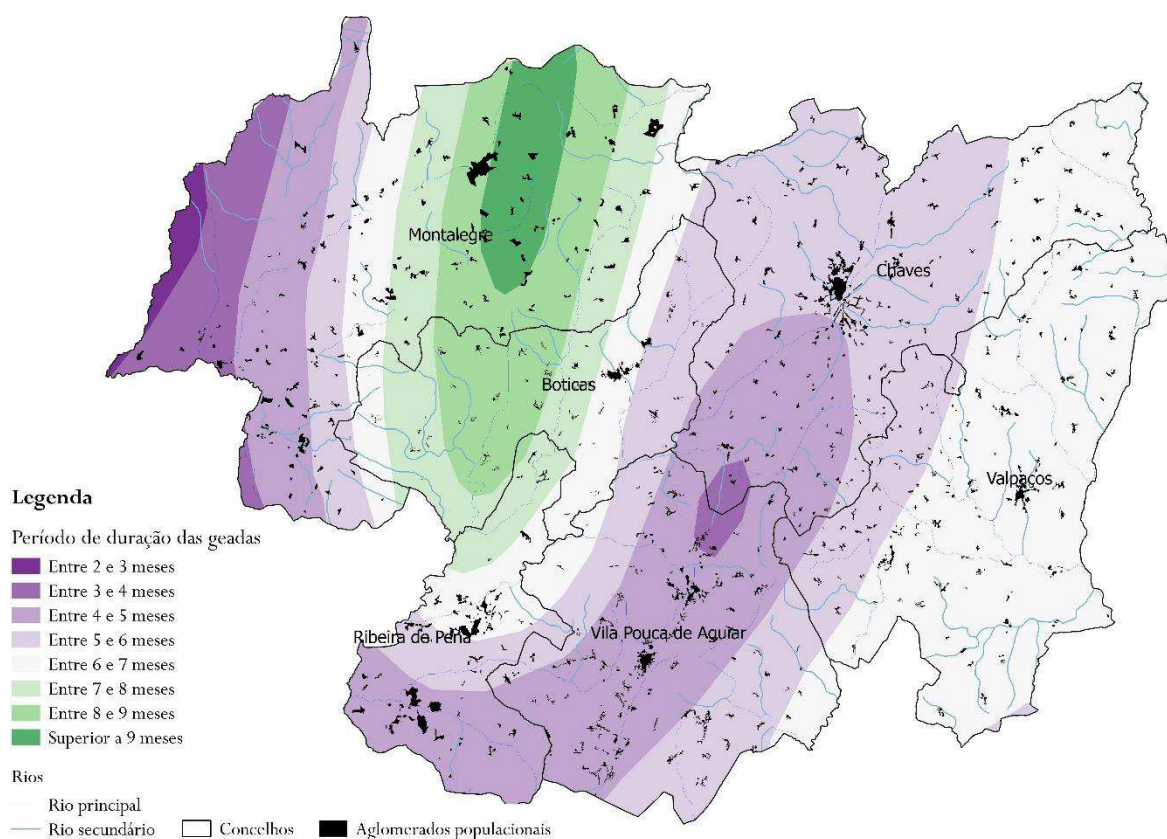 Montalegre
Chaves
Boticas
Valpaços
Ribeira de Pena
Vila Pouca de Aguiar
Legenda
Período de duração das geadas
Entre 2 e 3 meses
Entre 3 e 4 meses
Entre 4 e 5 meses
Entre 5 e 6 meses
Entre 6 e 7 meses
Entre 7 e 8 meses
Entre 8 e 9 meses
Superior a 9 meses
Rios
Rio principal
Rio secundário
Concelhos
Aglomerados populacionais